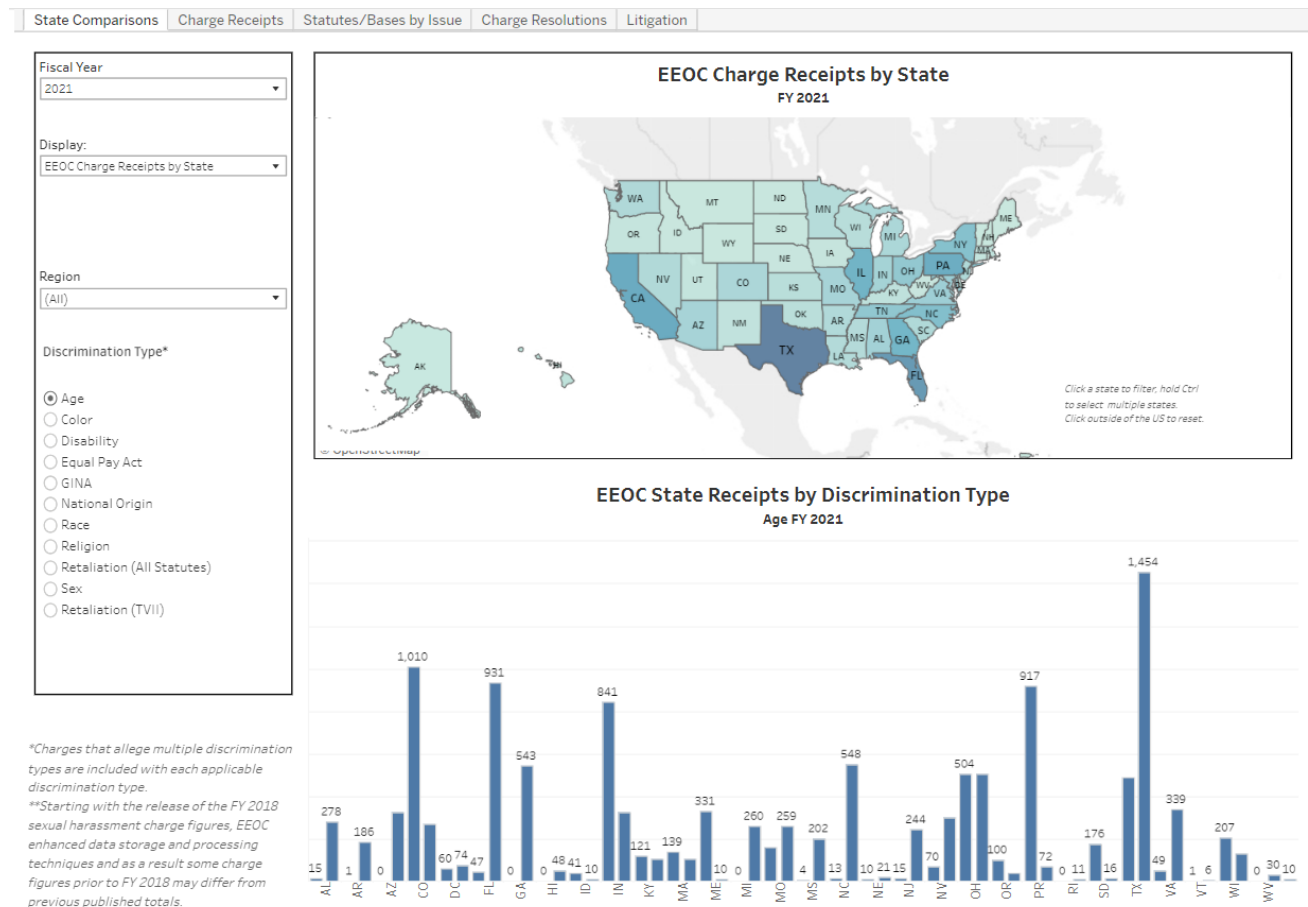 State Comparisons
Charge Receipts
Statutes/Bases by Issue
Charge Resolutions
Litigation
Fiscal Year
2021
Display:
EEOC Charge Receipts by State
Region
(All)
Discrimination Type*
Age
Color
Disability
Equal Pay Act
GINA
National Origin
Race
Religion
Retaliation (All Statutes)
Sex
Retaliation (TVII)
*Charges that allege multiple discrimination
types are included with each applicable
discrimination type.
**Starting with the release of the FY 2018
sexual harassment charge figures, EEOC
enhanced data storage and processing
techniques and as a result some charge
figures prior to FY 2018 may differ from
previous published totals.
EEOC Charge Receipts by State
FY 2021
WA
MT
ND
MN
ME
OR
ID
SD
WI
MI
NY
NH
WY
IA
NE
PA
NV
UT
CO
IL
IN
OH
CA
KS
MO
KY
WV
VA
DE
AZ
NM
OK
AR
TN
NC
TX
MS
AL
GA
SC
LA
FL
AK
HI
Click a state to filter, hold Ctrl
to select multiple states.
Click outside of the US to reset.
© OpenStreetMap
EEOC State Receipts by Discrimination Type
Age FY 2021
15
278
1
186
0
1,010
60
74
47
931
0
543
0
48
41
10
841
121
139
331
10
0
260
259
4
202
13
548
10
21
15
244
70
504
100
917
72
0
11
176
16
1,454
49
339
1
6
207
0
30
10
AL
AR
AZ
CO
DC
FL
GA
HI
ID
IN
KY
MA
ME
MI
MO
MS
NC
NE
NJ
NV
OH
OR
PR
RI
SD
TX
VA
VT
WI
WV